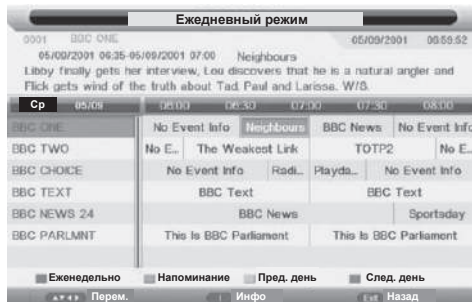 Ежедневный режим
0001 BBC ONE 05/09/2001 06:59:52
05/09/2001 06:35-05/09/2001 07:00 Neighbours
Libby finally gets her interview, Lou discovers that he is a natural angler and
Flick gets wind of the truth about Tad, Paul and Larissa. W/S.
Ср 05/09 06:00 06:30 07:00 07:30 08:00
BBC ONE No Event Info Neighbours BBC News No Event Info
BBC TWO No E... The Weakest Link TOTP2 No E...
BBC CHOICE No Event Info Radi... Playda... No Event Info
BBC TEXT BBC Text BBC Text
BBC NEWS 24 BBC News Sportsday
BBC PARLMNT This Is BBC Parliament This Is BBC Parliament
Еженедельно Напоминание Пред. день След. день
Перем. i Инфо Exit Назад